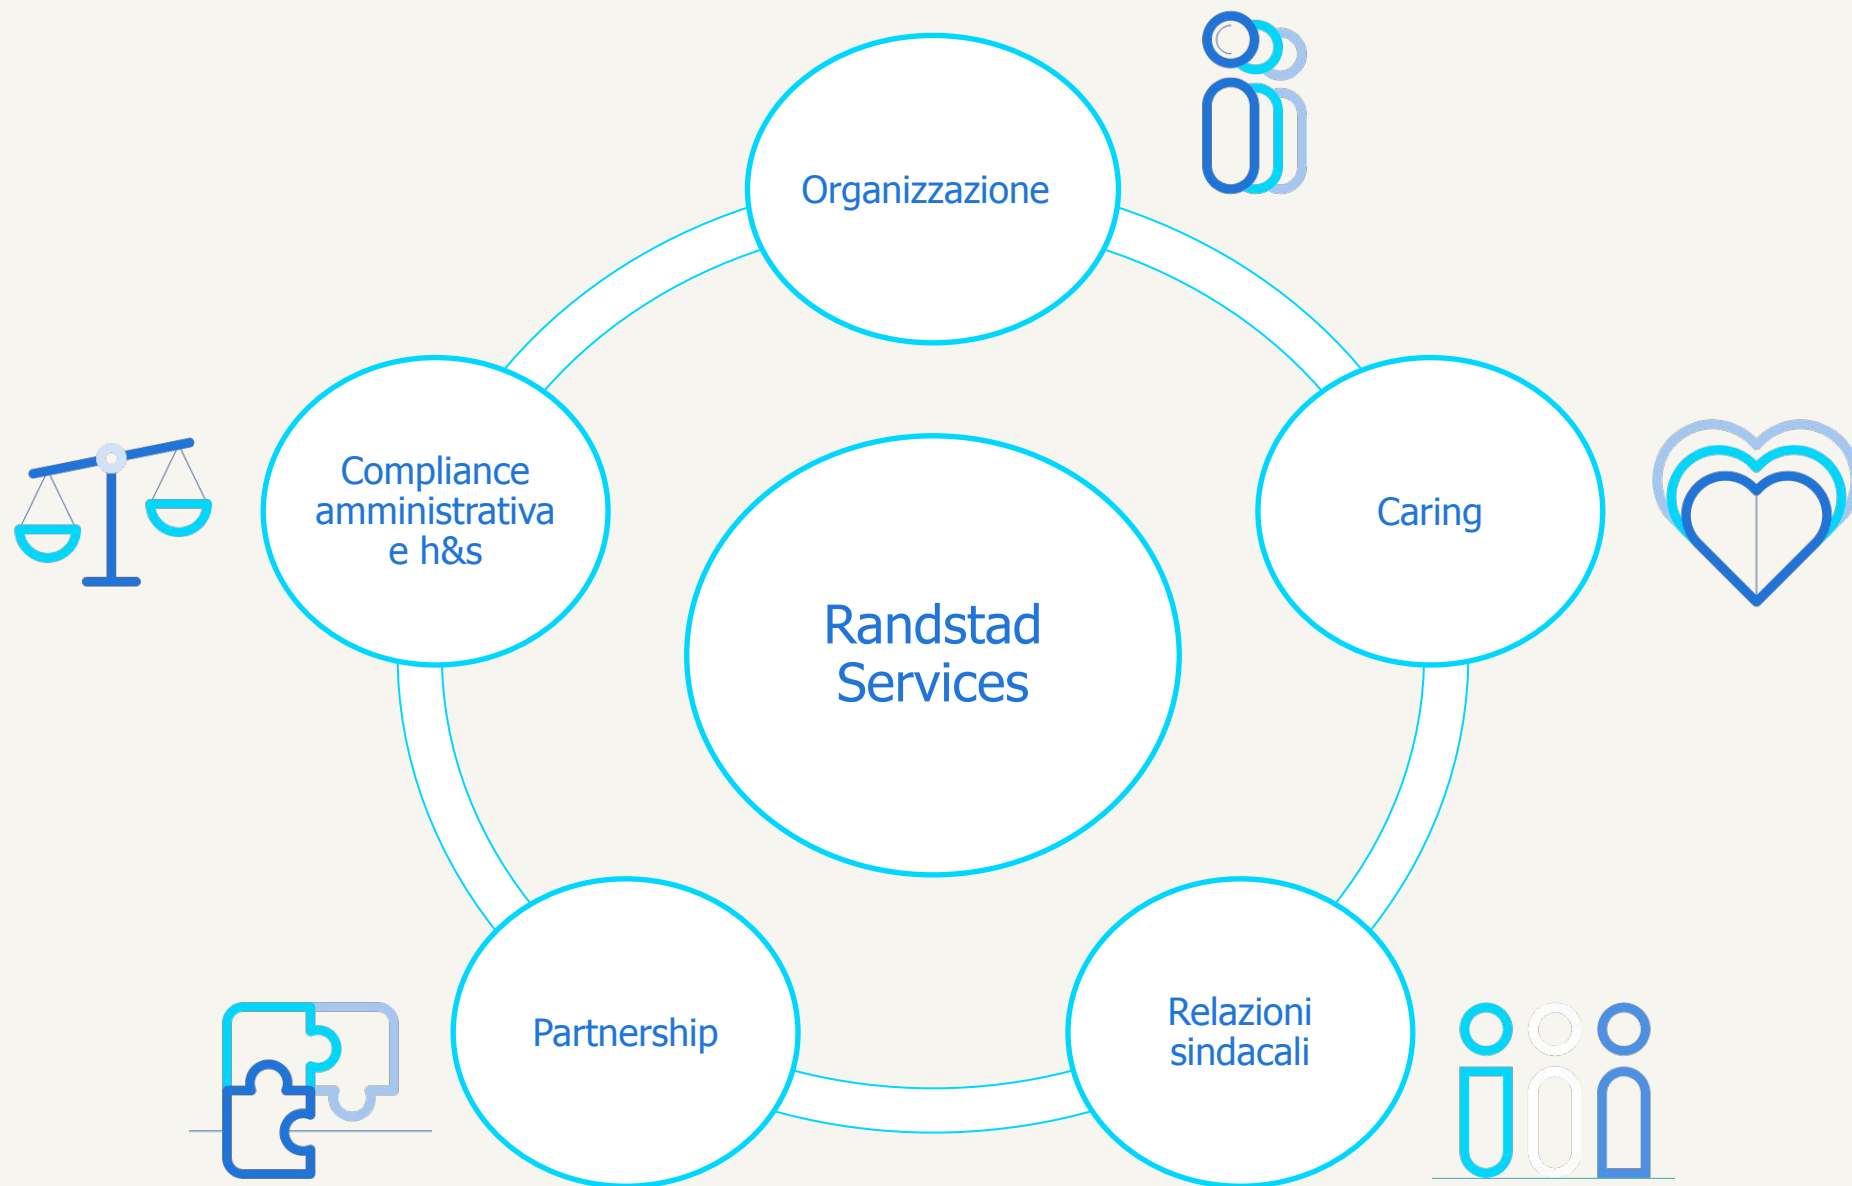 Organizzazione
Compliance
amministrativa
e h&s
Caring
Randstad
Services
Partnership
Relazioni
sindacali